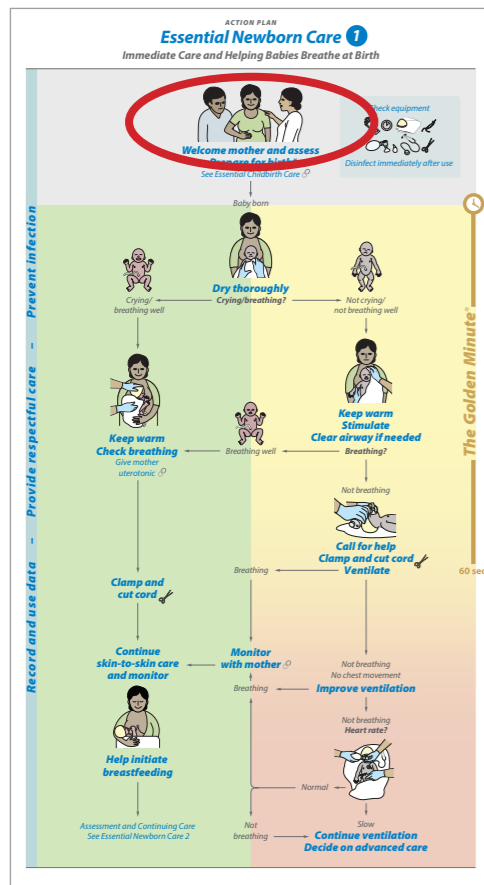 ACTION PLAN
Essential Newborn Care 1
Immediate Care and Helping Babies Breathe at Birth
Check equipment
Welcome mother and assess
Prepare for birth
See Essential Childbirth Care
Disinfect immediately after use
Baby born
Dry thoroughly
Crying/breathing?
Crying/
breathing well
Not crying/
not breathing well
Keep warm
Stimulate
Clear airway if needed
Breathing?
Breathing well
Keep warm
Check breathing
Give mother
uterotonic
Not breathing
Call for help
Clamp and cut cord
Ventilate
Breathing
60 sec
Clamp and
cut cord
Continue
skin-to-skin care
and monitor
Monitor
with mother
Not breathing
No chest movement
Improve ventilation
Breathing
Not breathing
Heart rate?
Help initiate
breastfeeding
Normal
Slow
Not
breathing
Continue ventilation
Decide on advanced care
Assessment and Continuing Care
See Essential Newborn Care 2
Record and use data – Provide respectful care – Prevent infection
The Golden Minute®